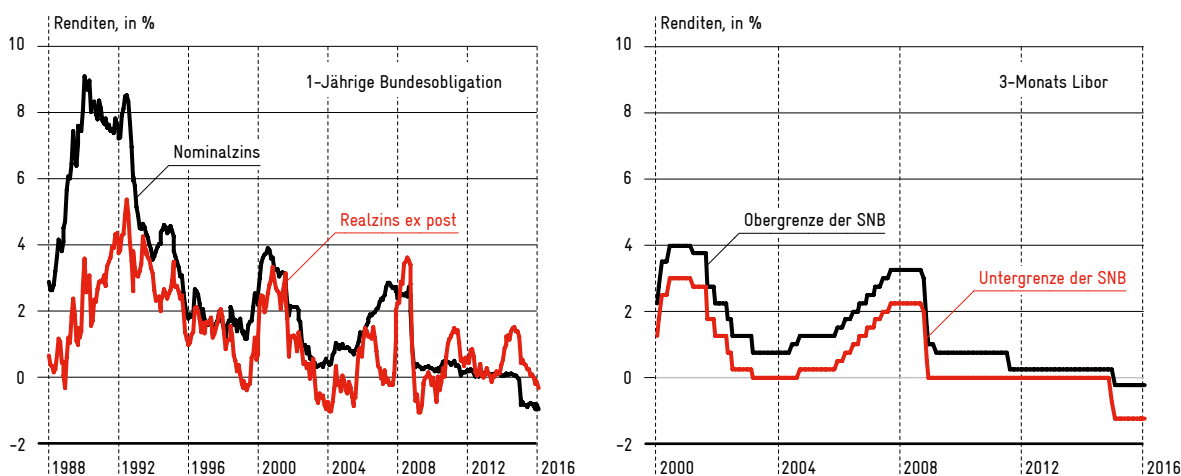 Renditen, in %
10
8
6
4
2
0
-2
1-Jährige Bundesobligation
Nominalzins
Realzins ex post
1988 1992 1996 2000 2004 2008 2012 2016
Renditen, in %
10
8
6
4
2
0
-2
3-Monats Libor
Obergrenze der SNB
Untergrenze der SNB
2000 2004 2008 2012 2016